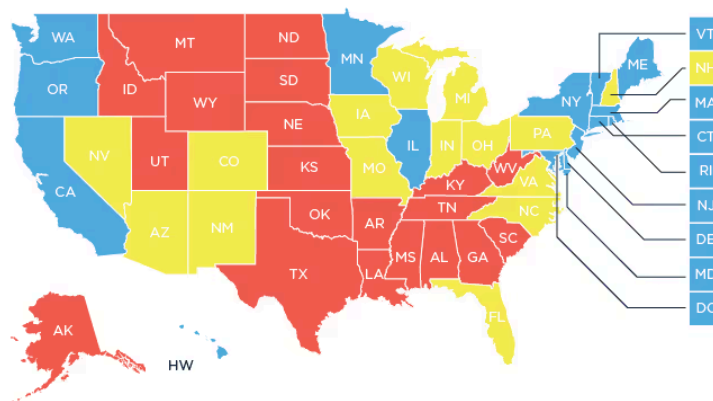 WA
MT
ND
MN
VT
ME
OR
ID
SD
WI
NH
WY
MI
NY
MA
IA
NE
PA
CT
NV
UT
CO
IL
IN
OH
RI
CA
KS
MO
WV
VA
KY
NJ
AZ
NM
OK
AR
TN
NC
DE
SC
TX
LA
MS
AL
GA
MD
FL
DC
AK
HW